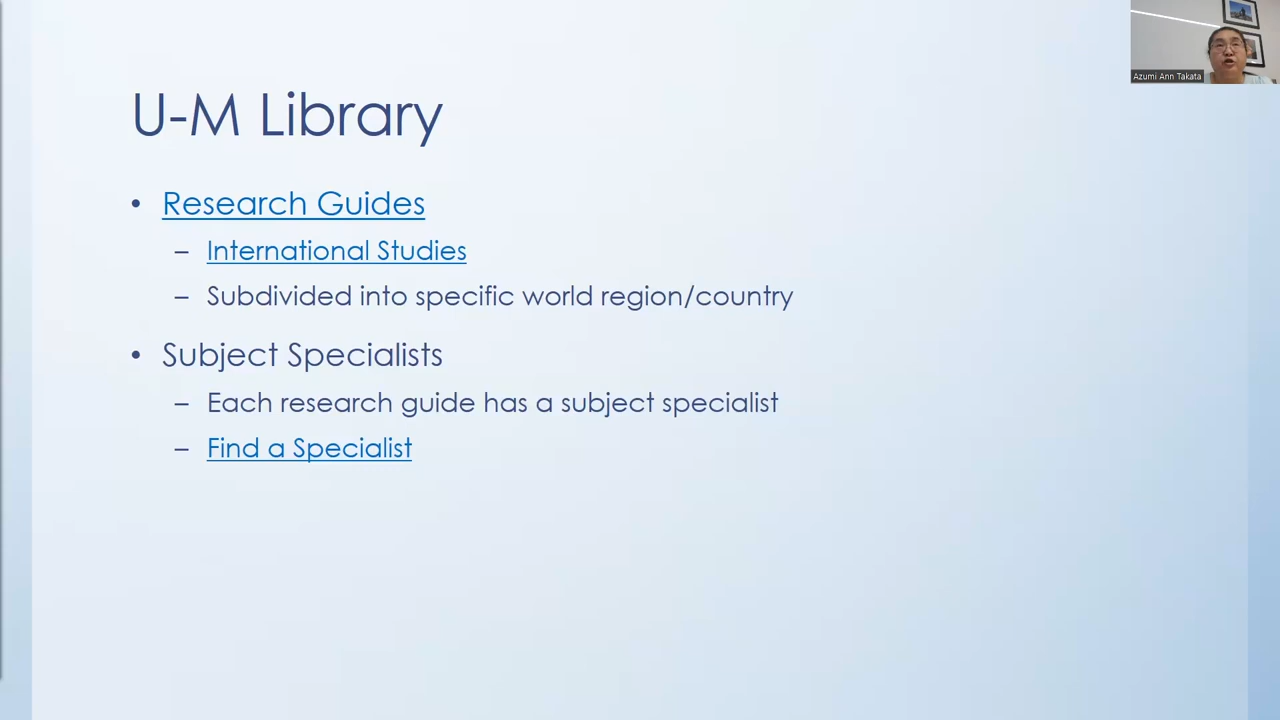 U-M Library
• Research Guides
– International Studies
– Subdivided into specific world region/country
• Subject Specialists
– Each research guide has a subject specialist
– Find a Specialist
Azumi Ann Takata